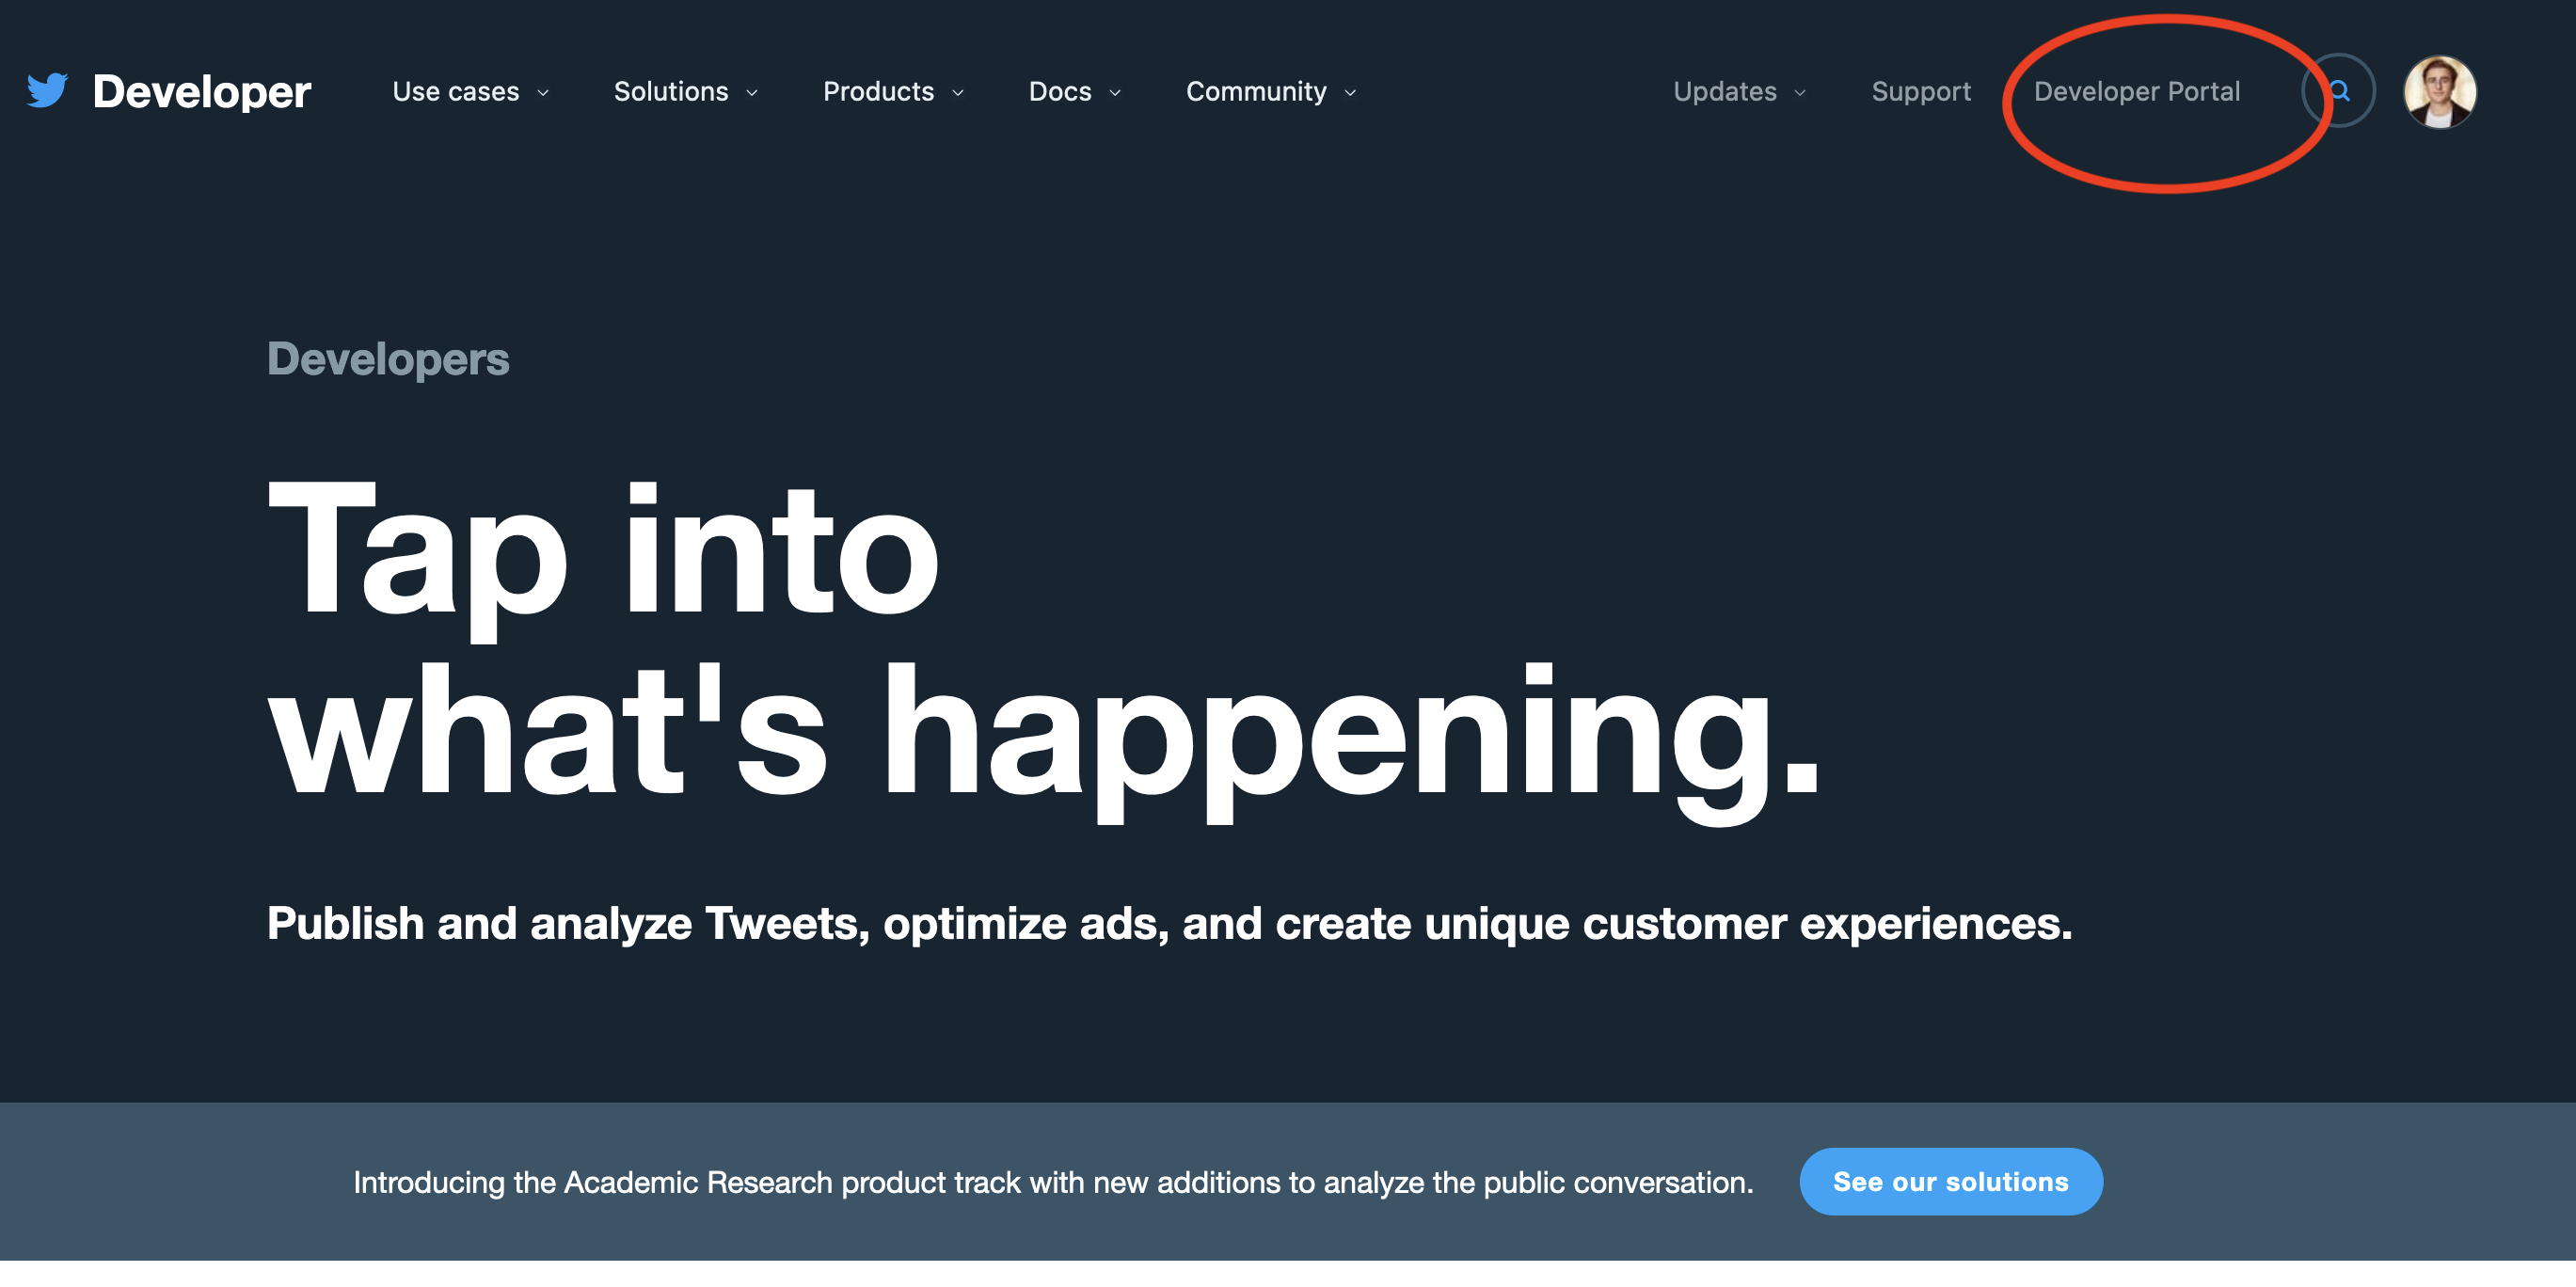 Developer Use cases Solutions Products Docs Community Updates Support Developer Portal
Developers
Tap into
what's happening.
Publish and analyze Tweets, optimize ads, and create unique customer experiences.
Introducing the Academic Research product track with new additions to analyze the public conversation. See our solutions